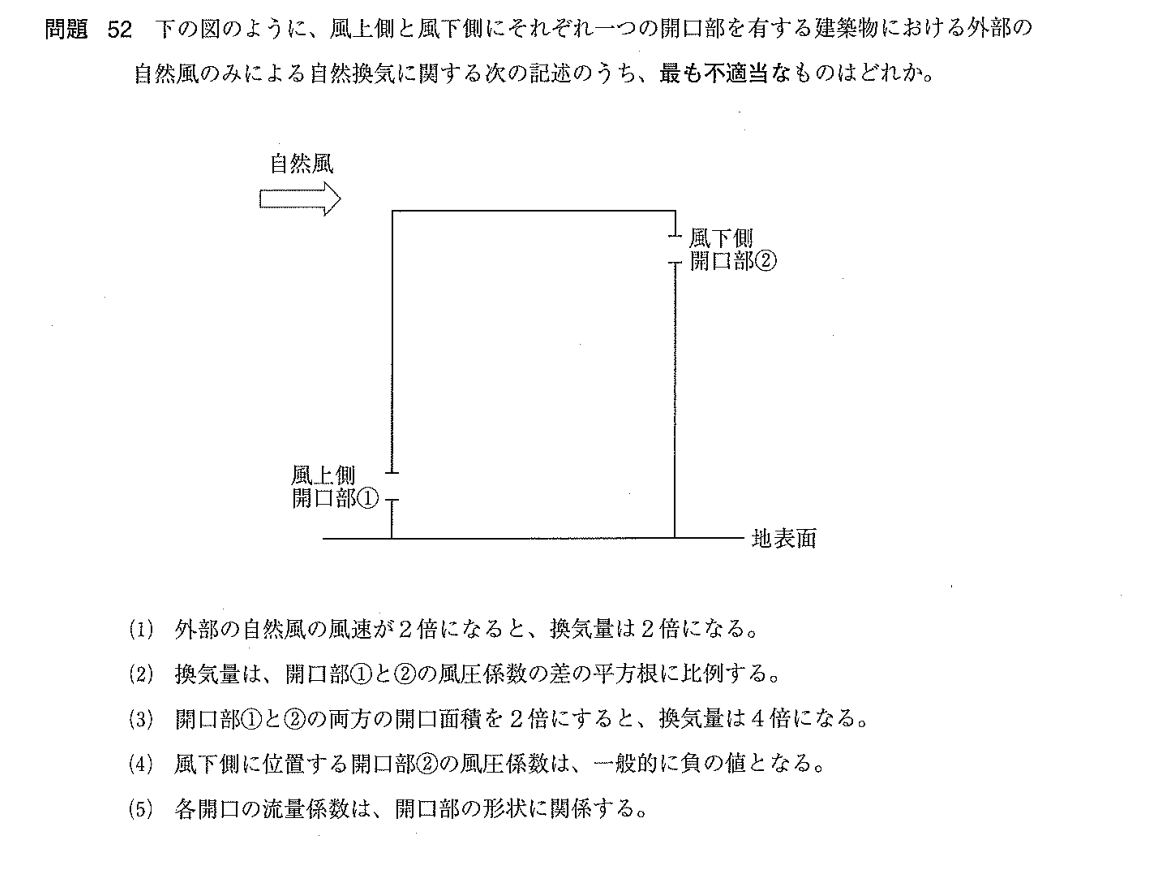 問題 52 下の図のように、風上側と風下側にそれぞれ一つの開口部を有する建築物における外部の
自然風のみによる自然換気に関する次の記述のうち、最も不適当なものはどれか。
自然風
風下側
開口部②
風上側
開口部①
地表面
(1) 外部の自然風の風速が2倍になると、換気量は2倍になる。
(2) 換気量は、開口部①と②の風圧係数の差の平方根に比例する。
(3) 開口部①と②の両方の開口面積を2倍にすると、換気量は4倍になる。
(4) 風下側に位置する開口部②の風圧係数は、一般的に負の値となる。
(5) 各開口の流量係数は、開口部の形状に関係する。